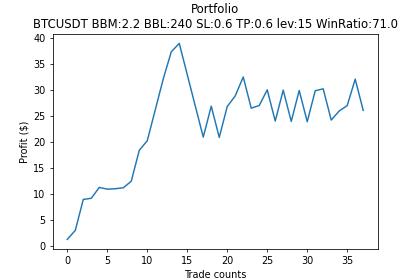 Portfolio
BTCUSDT BBM:2.2 BBL:240 SL:0.6 TP:0.6 lev:15 WinRatio:71.0
40
35
30
25
20
15
10
5
0
Profit ($)
0 5 10 15 20 25 30 35
Trade counts